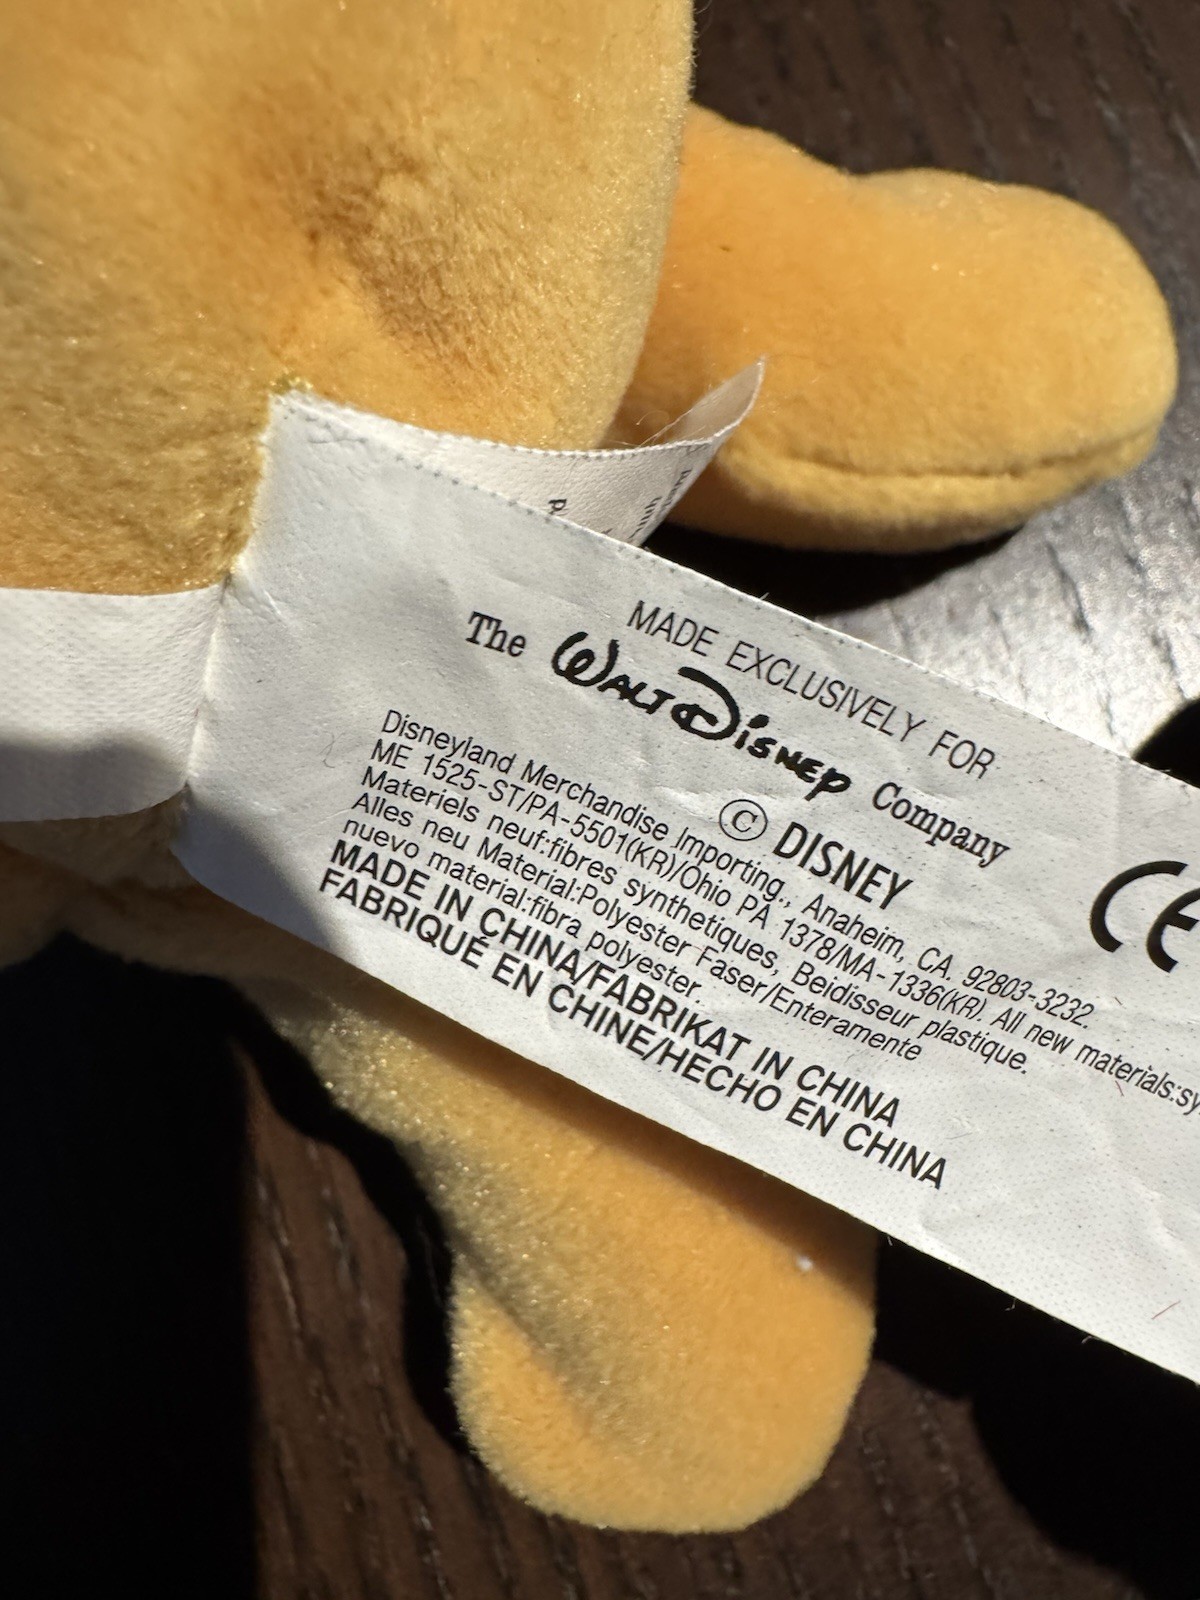 MADE EXCLUSIVELY FOR
The Walt Disney Company
© DISNEY
CE
Disneyland Merchandise Importing., Anaheim, CA. 92803-3232.
ME 1525-ST/PA-5501(KR)/Ohio PA 1378/MA-1336(KR). All new materials:sy
Materiels neuf:fibres synthetiques, Beidisseur plastique.
Alles neu Material:Polyester Faser/Enteramente
nuevo material:fibra polyester.
MADE IN CHINA/FABRIKAT IN CHINA
FABRIQUÉ EN CHINE/HECHO EN CHINA